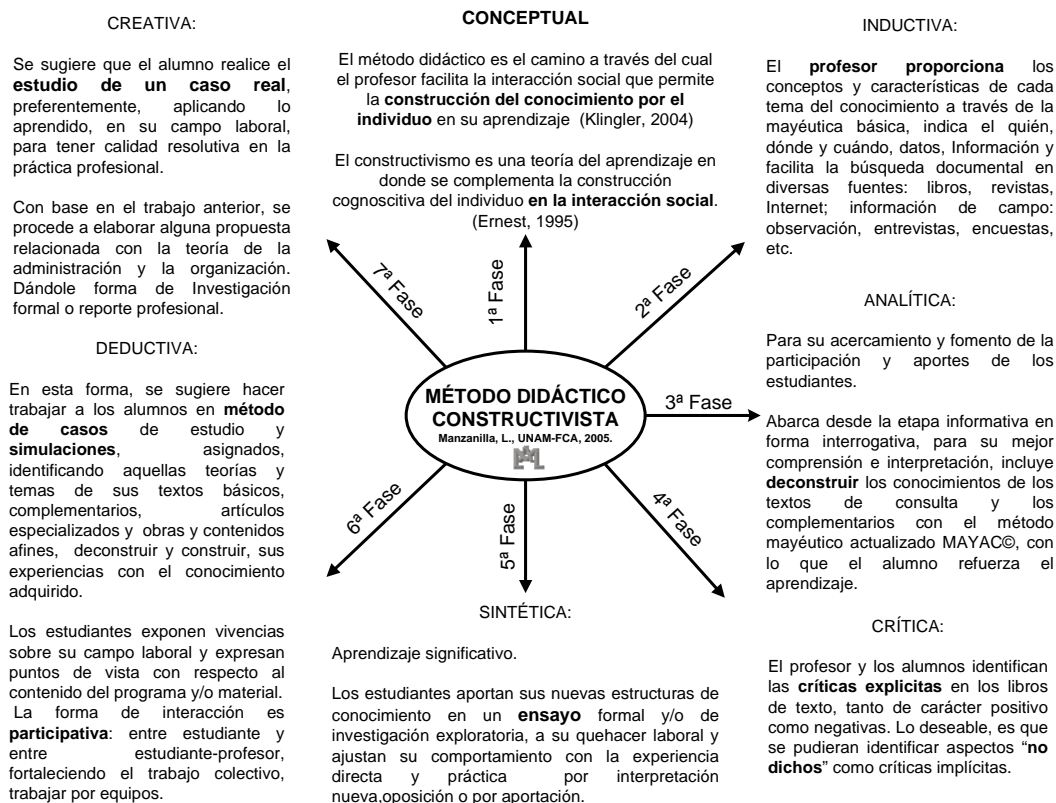 CONCEPTUAL
El método didáctico es el camino a través del cual
el profesor facilita la interacción social que permite
la construcción del conocimiento por el
individuo en su aprendizaje (Klingler, 2004)
El constructivismo es una teoría del aprendizaje en
donde se complementa la construcción
cognoscitiva del individuo en la interacción social.
(Ernest, 1995)
CREATIVA:
Se sugiere que el alumno realice el
estudio de un caso real,
preferentemente, aplicando lo
aprendido, en su campo laboral,
para tener calidad resolutiva en la
práctica profesional.
Con base en el trabajo anterior, se
procede a elaborar alguna propuesta
relacionada con la teoría de la
administración y la organización.
Dándole forma de Investigación
formal o reporte profesional.
INDUCTIVA:
El profesor proporciona los
conceptos y características de cada
tema del conocimiento a través de la
mayéutica básica, indica el quién,
dónde y cuándo, datos, Información y
facilita la búsqueda documental en
diversas fuentes: libros, revistas,
Internet; información de campo:
observación, entrevistas, encuestas,
etc.
7ª Fase
1ª Fase
2ª Fase
MÉTODO DIDÁCTICO
CONSTRUCTIVISTA
Manzanilla, L., UNAM-FCA, 2005.
3ª Fase
6ª Fase
5ª Fase
4ª Fase
ANALÍTICA:
Para su acercamiento y fomento de la
participación y aportes de los
estudiantes.
Abarca desde la etapa informativa en
forma interrogativa, para su mejor
comprensión e interpretación, incluye
deconstruir los conocimientos de los
textos de consulta y los
complementarios con el método
mayéutico actualizado MAYAC©, con
lo que el alumno refuerza el
aprendizaje.
DEDUCTIVA:
En esta forma, se sugiere hacer
trabajar a los alumnos en método
de casos de estudio y
simulaciones, asignados,
identificando aquellas teorías y
temas de sus textos básicos,
complementarios, artículos
especializados y obras y contenidos
afines, deconstruir y construir, sus
experiencias con el conocimiento
adquirido.
Los estudiantes exponen vivencias
sobre su campo laboral y expresan
puntos de vista con respecto al
contenido del programa y/o material.
La forma de interacción es
participativa: entre estudiante y
entre estudiante-profesor,
fortaleciendo el trabajo colectivo,
trabajar por equipos.
SINTÉTICA:
Aprendizaje significativo.
Los estudiantes aportan sus nuevas estructuras de
conocimiento en un ensayo formal y/o de
investigación exploratoria, a su quehacer laboral y
ajustan su comportamiento con la experiencia
directa y práctica por interpretación
nueva,oposición o por aportación.
CRÍTICA:
El profesor y los alumnos identifican
las críticas explicitas en los libros
de texto, tanto de carácter positivo
como negativas. Lo deseable, es que
se pudieran identificar aspectos “no
dichos” como críticas implícitas.